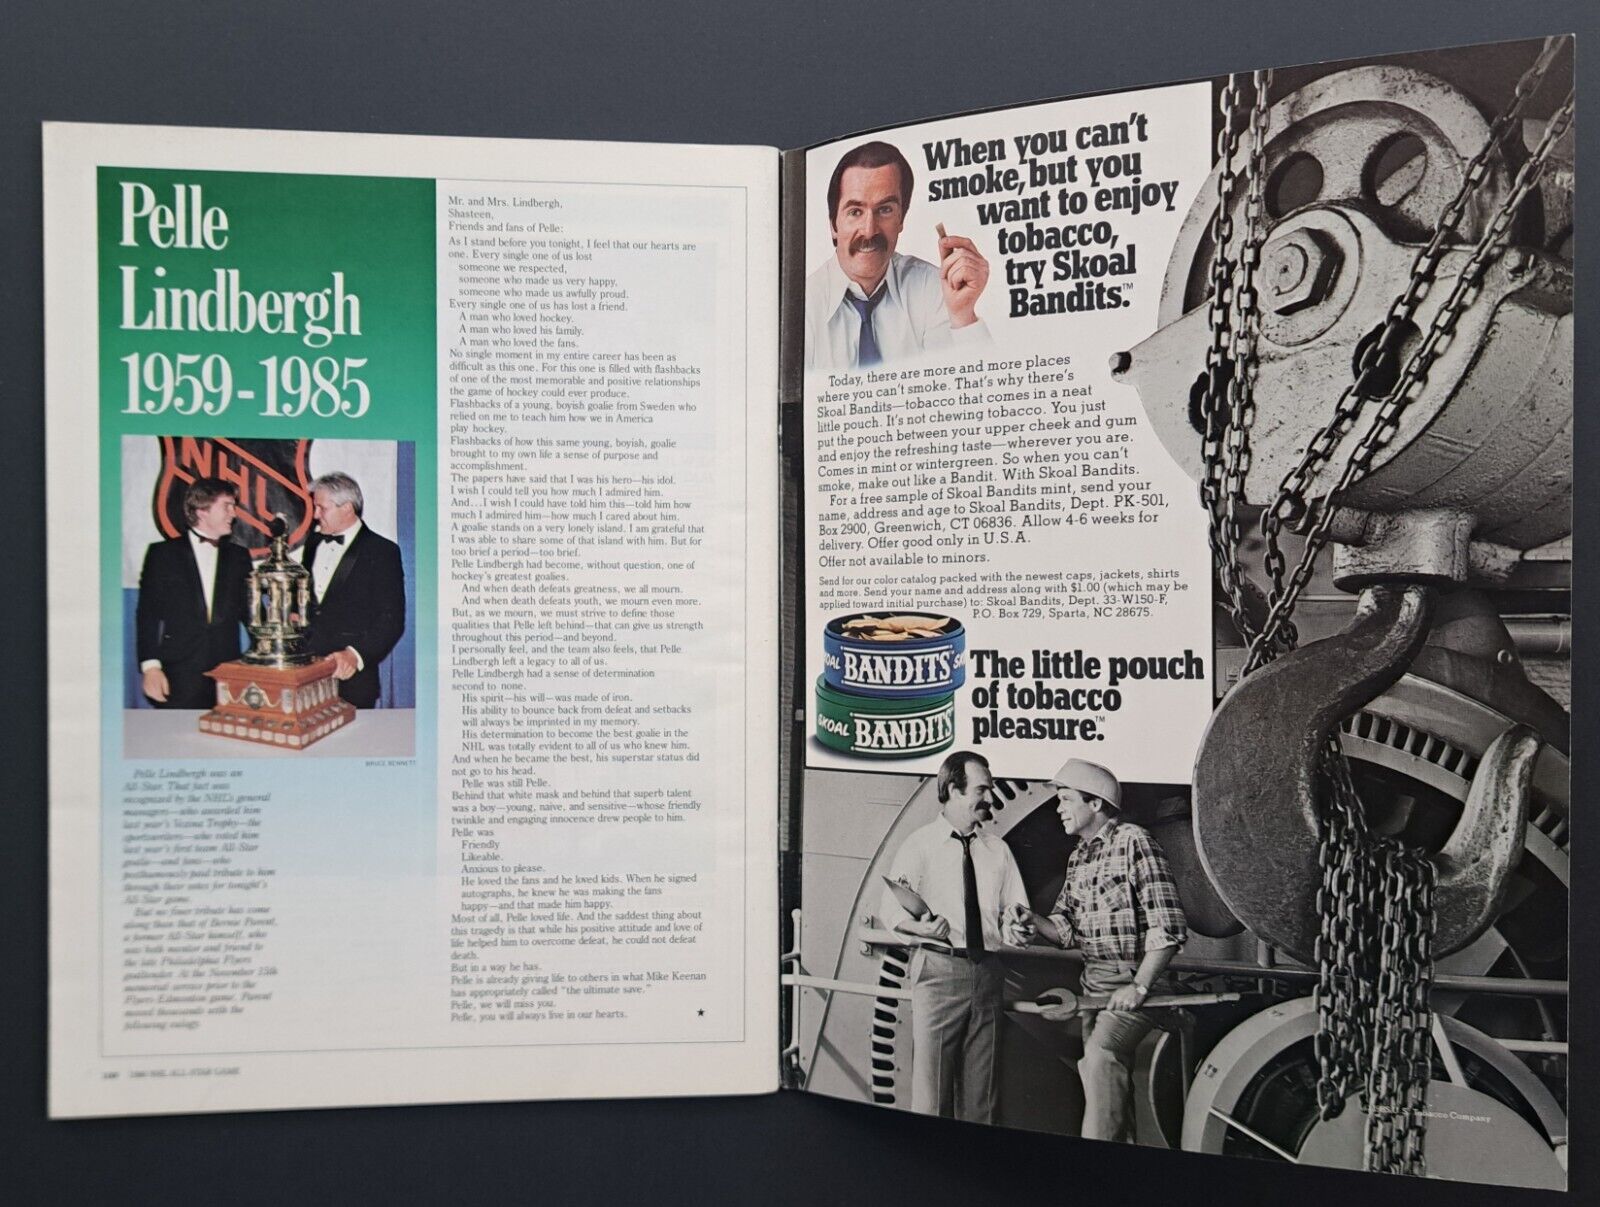 Pelle
Lindbergh
1959-1985
NHL
BRUCE BENNETT
Pelle Lindbergh was an
All-Star. That fact was
recognized by the NHL's general
managers—who awarded him
last year's Vezina Trophy—the
sportswriters—who voted him
last year's first team All-Star
goalie—and fans—who
posthumously paid tribute to him
through their votes for tonight's
All-Star game.
But no finer tribute has come
along than that of Bernie Parent,
a former All-Star himself, who
was both mentor and friend to
the late Philadelphia Flyers
goaltender. At the November 15th
memorial service prior to the
Flyers-Edmonton game, Parent
moved thousands with the
following eulogy.
NHL ALL-STAR GAME
Mr. and Mrs. Lindbergh,
Shasteen,
Friends and fans of Pelle:
As I stand before you tonight, I feel that our hearts are
one. Every single one of us lost
someone we respected,
someone who made us very happy,
someone who made us awfully proud.
Every single one of us has lost a friend.
A man who loved hockey.
A man who loved his family.
A man who loved the fans.
No single moment in my entire career has been as
difficult as this one. For this one is filled with flashbacks
of one of the most memorable and positive relationships
the game of hockey could ever produce.
Flashbacks of a young, boyish goalie from Sweden who
relied on me to teach him how we in America
play hockey.
Flashbacks of how this same young, boyish, goalie
brought to my own life a sense of purpose and
accomplishment.
The papers have said that I was his hero—his idol.
I wish I could tell you how much I admired him.
And...I wish I could have told him this—told him how
much I admired him—how much I cared about him.
A goalie stands on a very lonely island. I am grateful that
I was able to share some of that island with him. But for
too brief a period—too brief.
Pelle Lindbergh had become, without question, one of
hockey's greatest goalies.
And when death defeats greatness, we all mourn.
And when death defeats youth, we mourn even more.
But, as we mourn, we must strive to define those
qualities that Pelle left behind—that can give us strength
throughout this period—and beyond.
I personally feel, and the team also feels, that Pelle
Lindbergh left a legacy to all of us.
Pelle Lindbergh had a sense of determination
second to none.
His spirit—his will—was made of iron.
His ability to bounce back from defeat and setbacks
will always be imprinted in my memory.
His determination to become the best goalie in the
NHL was totally evident to all of us who knew him.
And when he became the best, his superstar status did
not go to his head.
Pelle was still Pelle.
Behind that white mask and behind that superb talent
was a boy—young, naive, and sensitive—whose friendly
twinkle and engaging innocence drew people to him.
Pelle was
Friendly
Likeable.
Anxious to please.
He loved the fans and he loved kids. When he signed
autographs, he knew he was making the fans
happy—and that made him happy.
Most of all, Pelle loved life. And the saddest thing about
this tragedy is that while his positive attitude and love of
life helped him to overcome defeat, he could not defeat
death.
But in a way he has.
Pelle is already giving life to others in what Mike Keenan
has appropriately called "the ultimate save."
Pelle, we will miss you.
Pelle, you will always live in our hearts. ★
When you can't
smoke, but you
want to enjoy
tobacco,
try Skoal
Bandits.™
Today, there are more and more places
where you can't smoke. That's why there's
Skoal Bandits—tobacco that comes in a neat
little pouch. It's not chewing tobacco. You just
put the pouch between your upper cheek and gum
and enjoy the refreshing taste—wherever you are.
Comes in mint or wintergreen. So when you can't
smoke, make out like a Bandit. With Skoal Bandits.
For a free sample of Skoal Bandits mint, send your
name, address and age to Skoal Bandits, Dept. PK-501,
Box 2900, Greenwich, CT 06836. Allow 4-6 weeks for
delivery. Offer good only in U.S.A.
Offer not available to minors.
Send for our color catalog packed with the newest caps, jackets, shirts
and more. Send your name and address along with $1.00 (which may be
applied toward initial purchase) to: Skoal Bandits, Dept. 33-W150-F,
P.O. Box 729, Sparta, NC 28675.
BANDITS
SKOAL BANDITS
The little pouch
of tobacco
pleasure.™
U.S. Tobacco Company